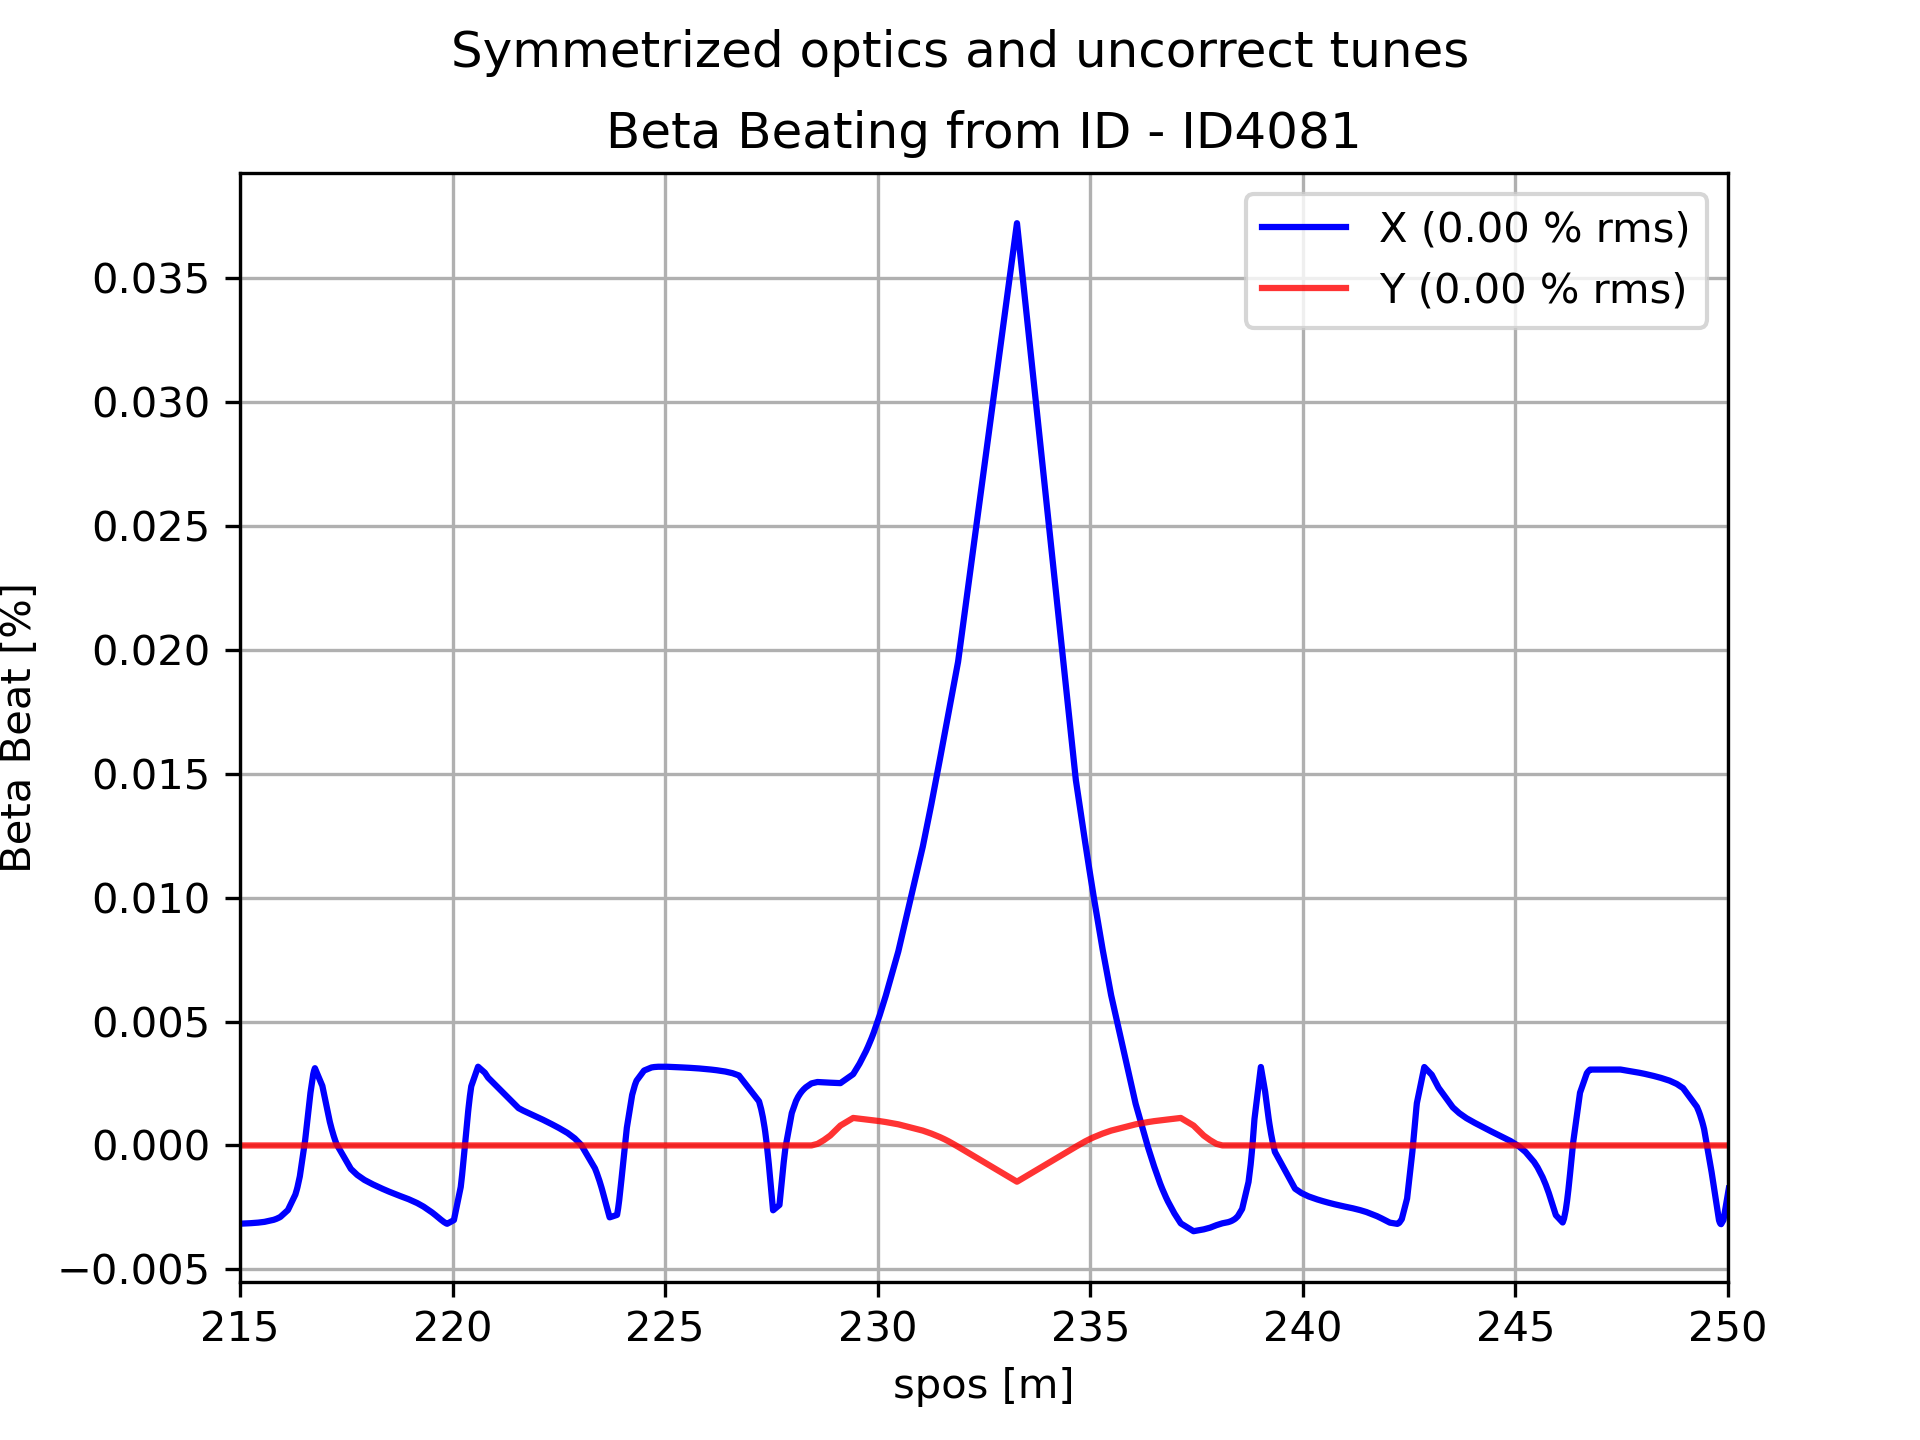 Symmetrized optics and uncorrect tunes
Beta Beating from ID - ID4081
X (0.00 % rms)
Y (0.00 % rms)
Beta Beat [%]
0.035
0.030
0.025
0.020
0.015
0.010
0.005
0.000
−0.005
215 220 225 230 235 240 245 250
spos [m]